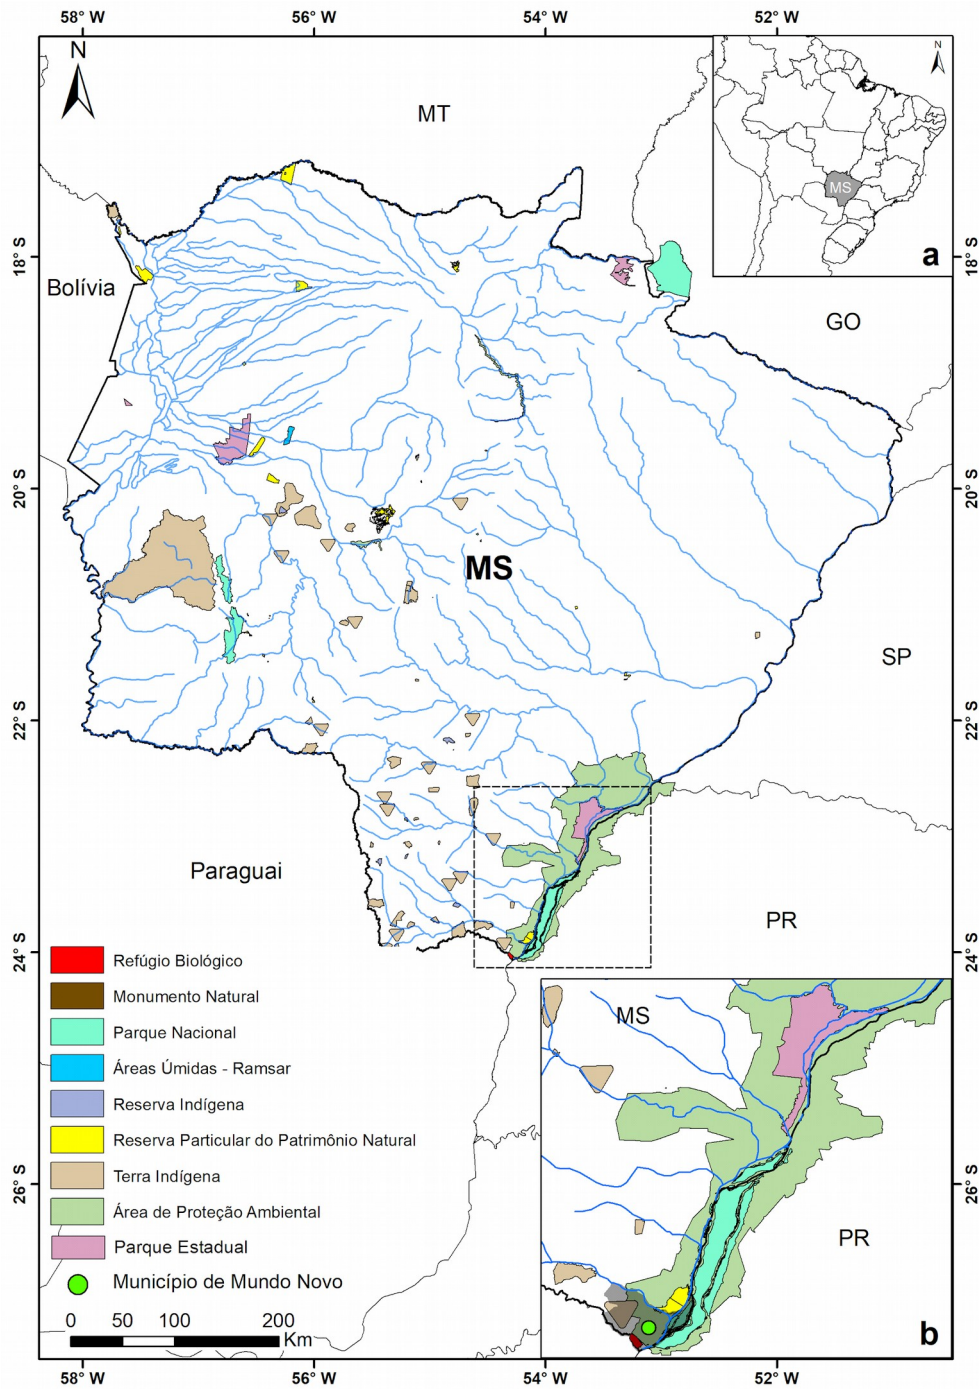 58° W 56° W 54° W 52° W
N
MT
N
MS
a
18° S
18° S
Bolívia
GO
20° S
20° S
MS
SP
22° S
22° S
Paraguai
PR
24° S
24° S
Refúgio Biológico
Monumento Natural
Parque Nacional
Áreas Úmidas - Ramsar
Reserva Indígena
Reserva Particular do Patrimônio Natural
Terra Indígena
Área de Proteção Ambiental
Parque Estadual
Município de Mundo Novo
0 50 100 200
Km
MS
26° S
26° S
PR
b
58° W 56° W 54° W 52° W